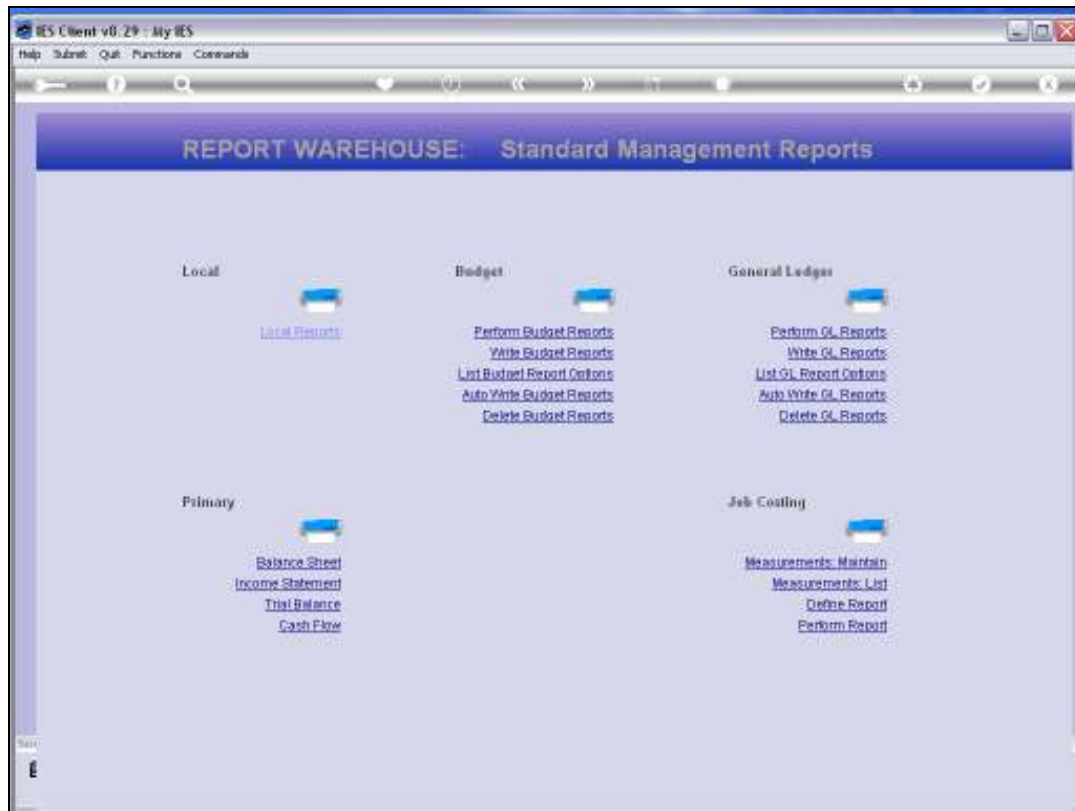 IES Client v8.29 : My IES
Help Submit Quit Functions Commands
REPORT WAREHOUSE: Standard Management Reports
Local
Local Reports
Budget
Perform Budget Reports
Write Budget Reports
List Budget Report Options
Auto Write Budget Reports
Delete Budget Reports
General Ledger
Perform GL Reports
Write GL Reports
List GL Report Options
Auto Write GL Reports
Delete GL Reports
Primary
Balance Sheet
Income Statement
Trial Balance
Cash Flow
Job Costing
Measurements: Maintain
Measurements: List
Define Report
Perform Report